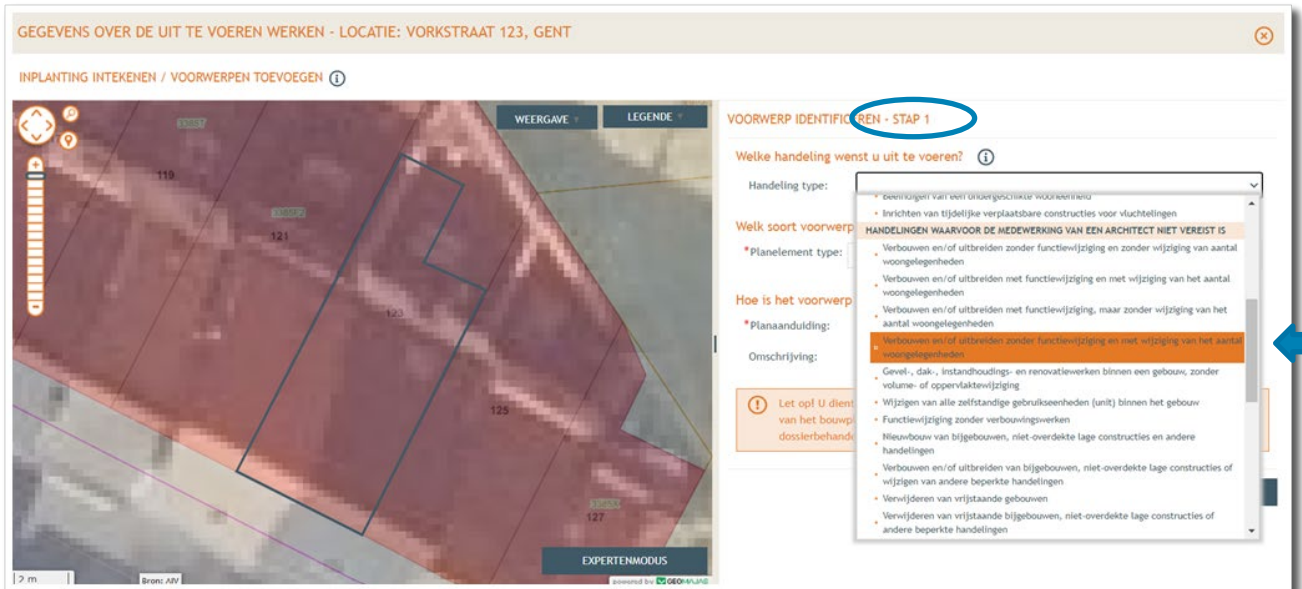 GEGEVENS OVER DE UIT TE VOEREN WERKEN - LOCATIE: VORKSTRAAT 123, GENT
INPLANTING INTEKENEN / VOORWERPEN TOEVOEGEN
WEERGAVE
LEGENDE
119
121
123
125
127
2 m
Bron: AIV
EXPERTENMODUS
powered by GEOMAJAS
VOORWERP IDENTIFICEREN - STAP 1
Welke handeling wenst u uit te voeren?
Handeling type:
Beëindigen van een ondergeschikte wooneenheid
Inrichten van tijdelijke verplaatsbare constructies voor vluchtelingen
HANDELINGEN WAARVOOR DE MEDEWERKING VAN EEN ARCHITECT NIET VEREIST IS
Verbouwen en/of uitbreiden zonder functiewijziging en zonder wijziging van aantal
woongelegenheden
Verbouwen en/of uitbreiden met functiewijziging en met wijziging van het aantal
woongelegenheden
Verbouwen en/of uitbreiden met functiewijziging, maar zonder wijziging van het
aantal woongelegenheden
Verbouwen en/of uitbreiden zonder functiewijziging en met wijziging van het aantal
woongelegenheden
Gevel-, dak-, instandhoudings- en renovatiewerken binnen een gebouw, zonder
volume- of oppervlaktewijziging
Wijzigen van alle zelfstandige gebruikseenheden (unit) binnen het gebouw
Functiewijziging zonder verbouwingswerken
Nieuwbouw van bijgebouwen, niet-overdekte lage constructies en andere
handelingen
Verbouwen en/of uitbreiden van bijgebouwen, niet-overdekte lage constructies of
wijzigen van andere beperkte handelingen
Verwijderen van vrijstaande gebouwen
Verwijderen van vrijstaande bijgebouwen, niet-overdekte lage constructies of
andere beperkte handelingen
Welk soort voorwerp
*Planelement type:
Hoe is het voorwerp
*Planaanduiding:
Omschrijving:
Let op! U dient
van het bouwp
dossierbehand